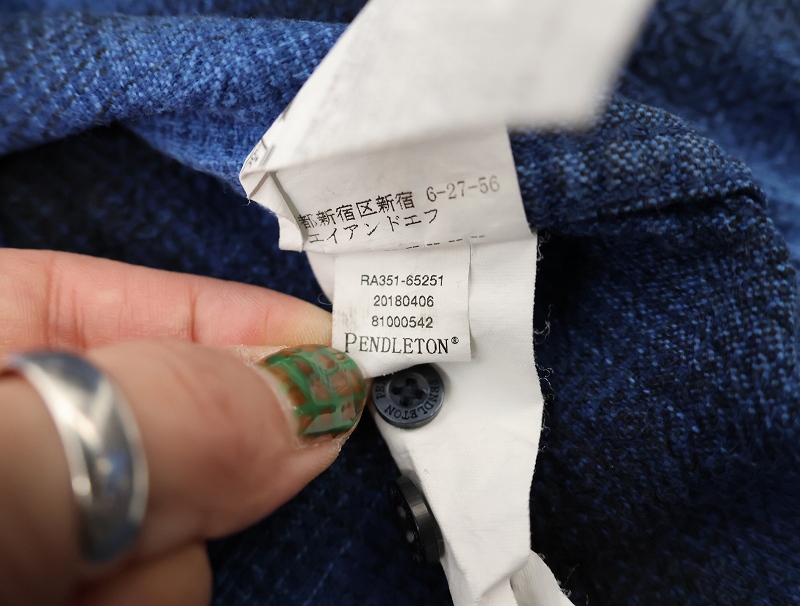 都新宿区新宿 6-27-56
エイアンドエフ
RA351-65251
20180406
81000542
PENDLETON®
PENDLETON